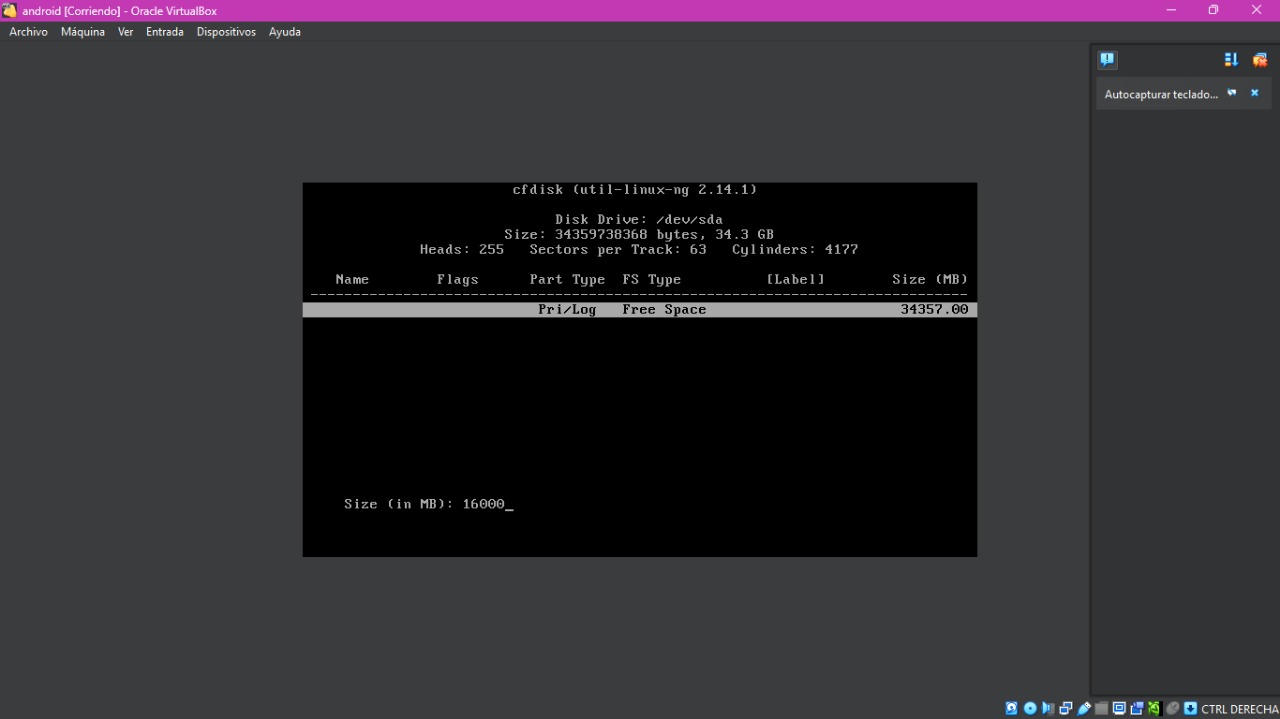 android [Corriendo] - Oracle VirtualBox
Archivo Máquina Ver Entrada Dispositivos Ayuda
Autocapturar teclado...
cfdisk (util-linux-ng 2.14.1)
Disk Drive: /dev/sda
Size: 34359738368 bytes, 34.3 GB
Heads: 255 Sectors per Track: 63 Cylinders: 4177
Name Flags Part Type FS Type [Label] Size (MB)
Pri/Log Free Space 34357.00
Size (in MB): 16000_
CTRL DERECHA